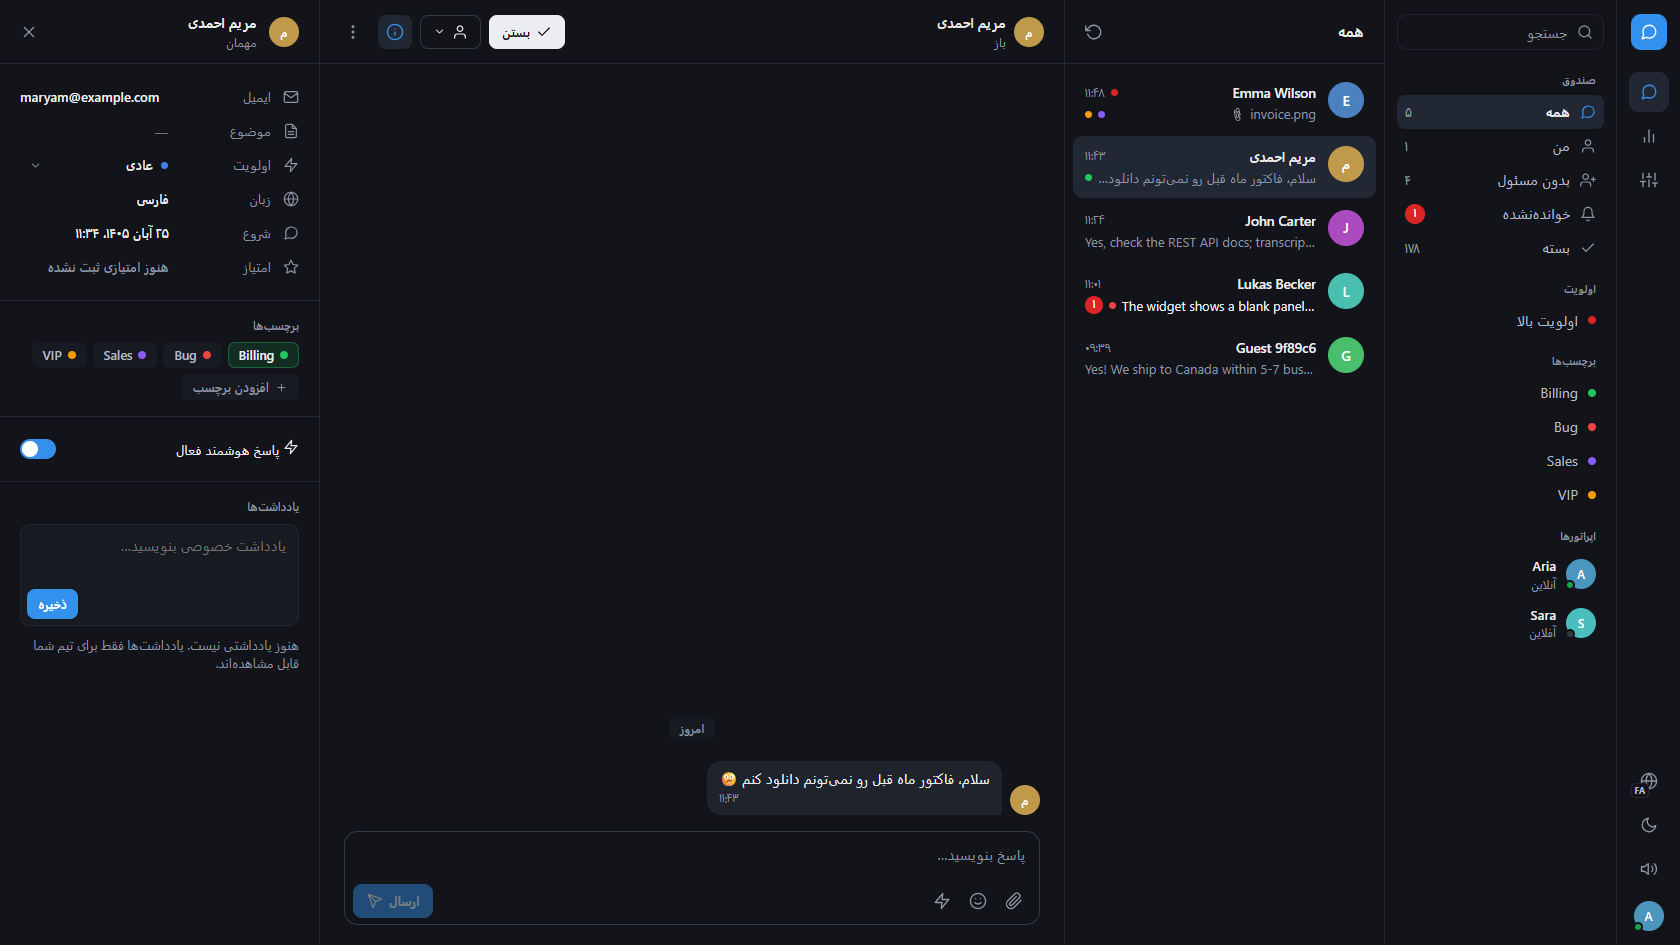 جستجو
صندوق
همه ۵
من ۱
بدون مسئول ۴
خوانده‌نشده ۱
بسته ۱۷۸
اولویت
اولویت بالا
برچسب‌ها
Billing
Bug
Sales
VIP
اپراتورها
A Aria
آنلاین
S Sara
آفلاین
FA
A
همه
E Emma Wilson ۱۱:۴۸
invoice.png
م مریم احمدی ۱۱:۴۳
سلام، فاکتور ماه قبل رو نمی‌تونم دانلود...
J John Carter ۱۱:۲۴
Yes, check the REST API docs; transcrip...
L Lukas Becker ۱۱:۰۱
The widget shows a blank panel... ۱
G Guest 9f89c6 ۰۹:۳۹
Yes! We ship to Canada within 5-7 bus...
م مریم احمدی
باز
بستن
امروز
سلام، فاکتور ماه قبل رو نمی‌تونم دانلود کنم 😕
۱۱:۴۳
م
پاسخ بنویسید...
ارسال
م مریم احمدی
مهمان
ایمیل maryam@example.com
موضوع —
اولویت عادی
زبان فارسی
شروع ۲۵ آبان ۱۴۰۵، ۱۱:۳۴
امتیاز هنوز امتیازی ثبت نشده
برچسب‌ها
Billing Bug Sales VIP
+ افزودن برچسب
پاسخ هوشمند فعال
یادداشت‌ها
یادداشت خصوصی بنویسید...
ذخیره
هنوز یادداشتی نیست. یادداشت‌ها فقط برای تیم شما
قابل مشاهده‌اند.